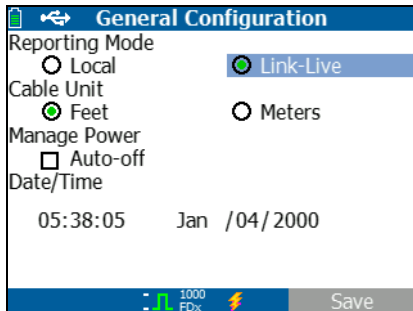 General Configuration
Reporting Mode
Local Link-Live
Cable Unit
Feet Meters
Manage Power
Auto-off
Date/Time
05:38:05 Jan /04/2000
1000
FDx
Save